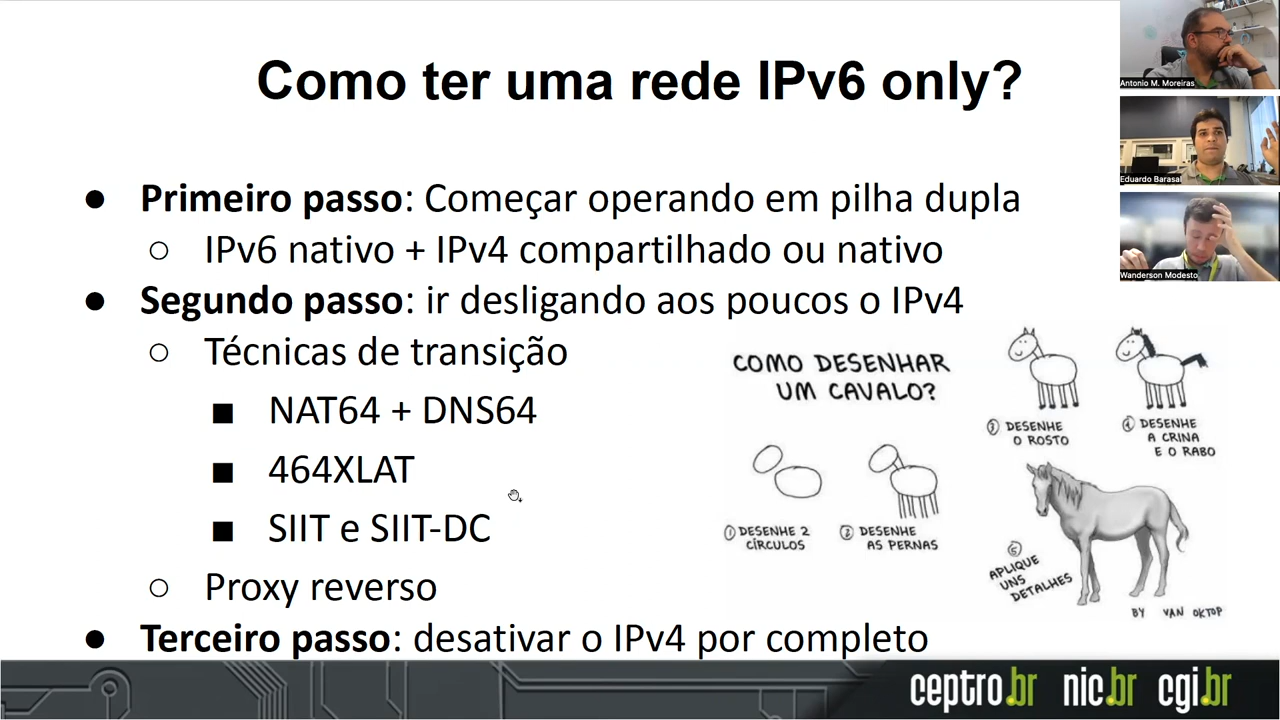 Como ter uma rede IPv6 only?
● Primeiro passo: Começar operando em pilha dupla
○ IPv6 nativo + IPv4 compartilhado ou nativo
● Segundo passo: ir desligando aos poucos o IPv4
○ Técnicas de transição
■ NAT64 + DNS64
■ 464XLAT
■ SIIT e SIIT-DC
○ Proxy reverso
● Terceiro passo: desativar o IPv4 por completo
COMO DESENHAR
UM CAVALO?
1 DESENHE 2
CÍRCULOS
2 DESENHE
AS PERNAS
3 DESENHE
O ROSTO
4 DESENHE
A CRINA
E O RABO
5
APLIQUE
UNS
DETALHES
BY VAN OKTOP
Antonio M. Moreiras
Eduardo Barasal
Wanderson Modesto
ceptro.br nic.br cgi.br